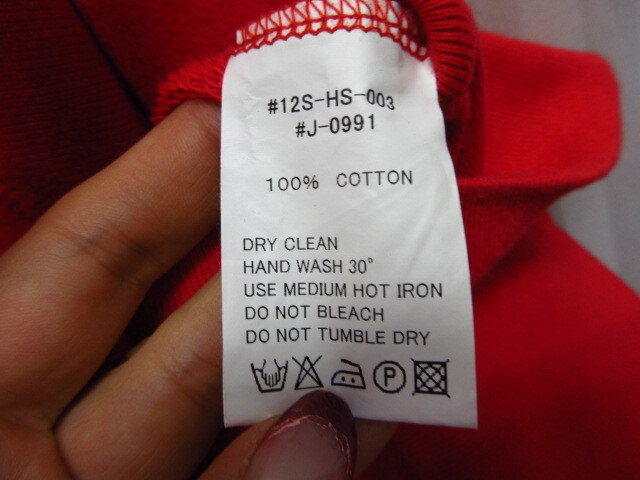 #12S-HS-003
#J-0991
100% COTTON
DRY CLEAN
HAND WASH 30°
USE MEDIUM HOT IRON
DO NOT BLEACH
DO NOT TUMBLE DRY
P